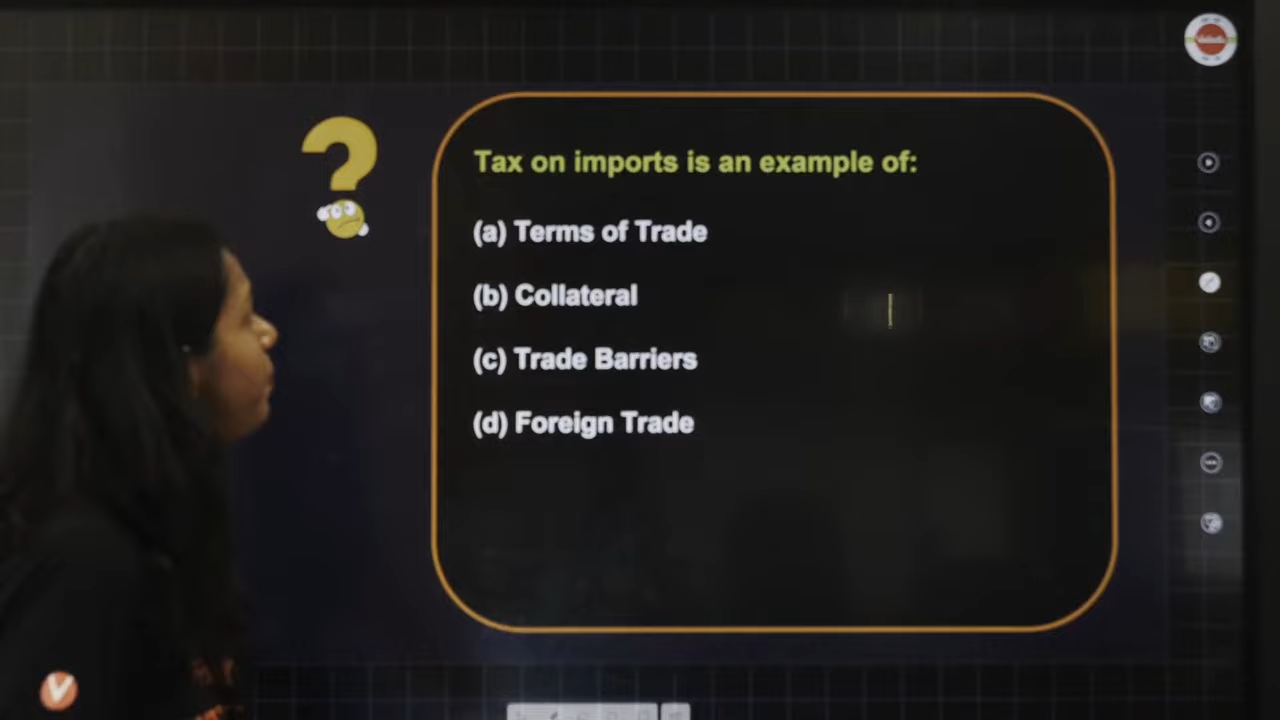 Tax on imports is an example of:
(a) Terms of Trade
(b) Collateral
(c) Trade Barriers
(d) Foreign Trade